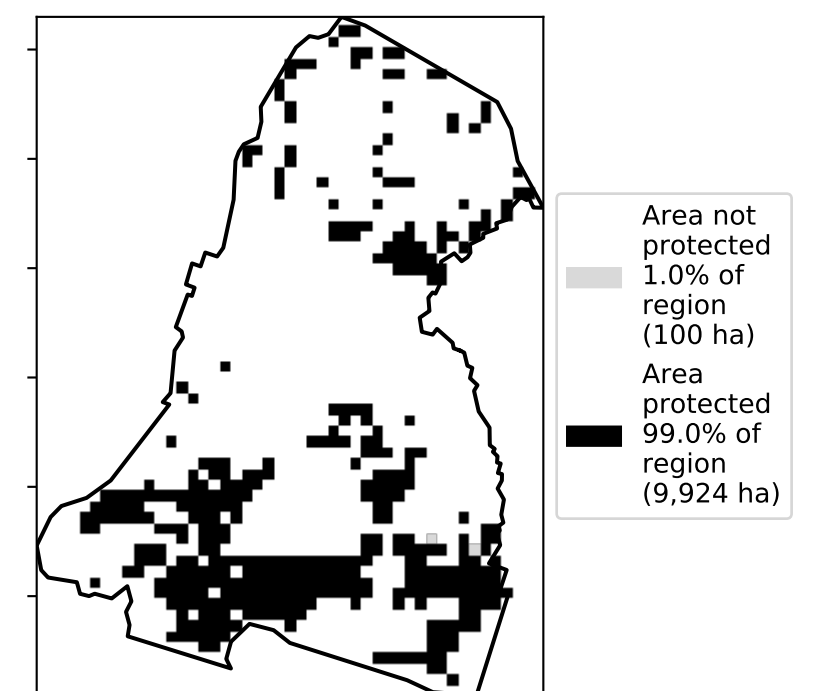 Area not
protected
1.0% of
region
(100 ha)
Area
protected
99.0% of
region
(9,924 ha)